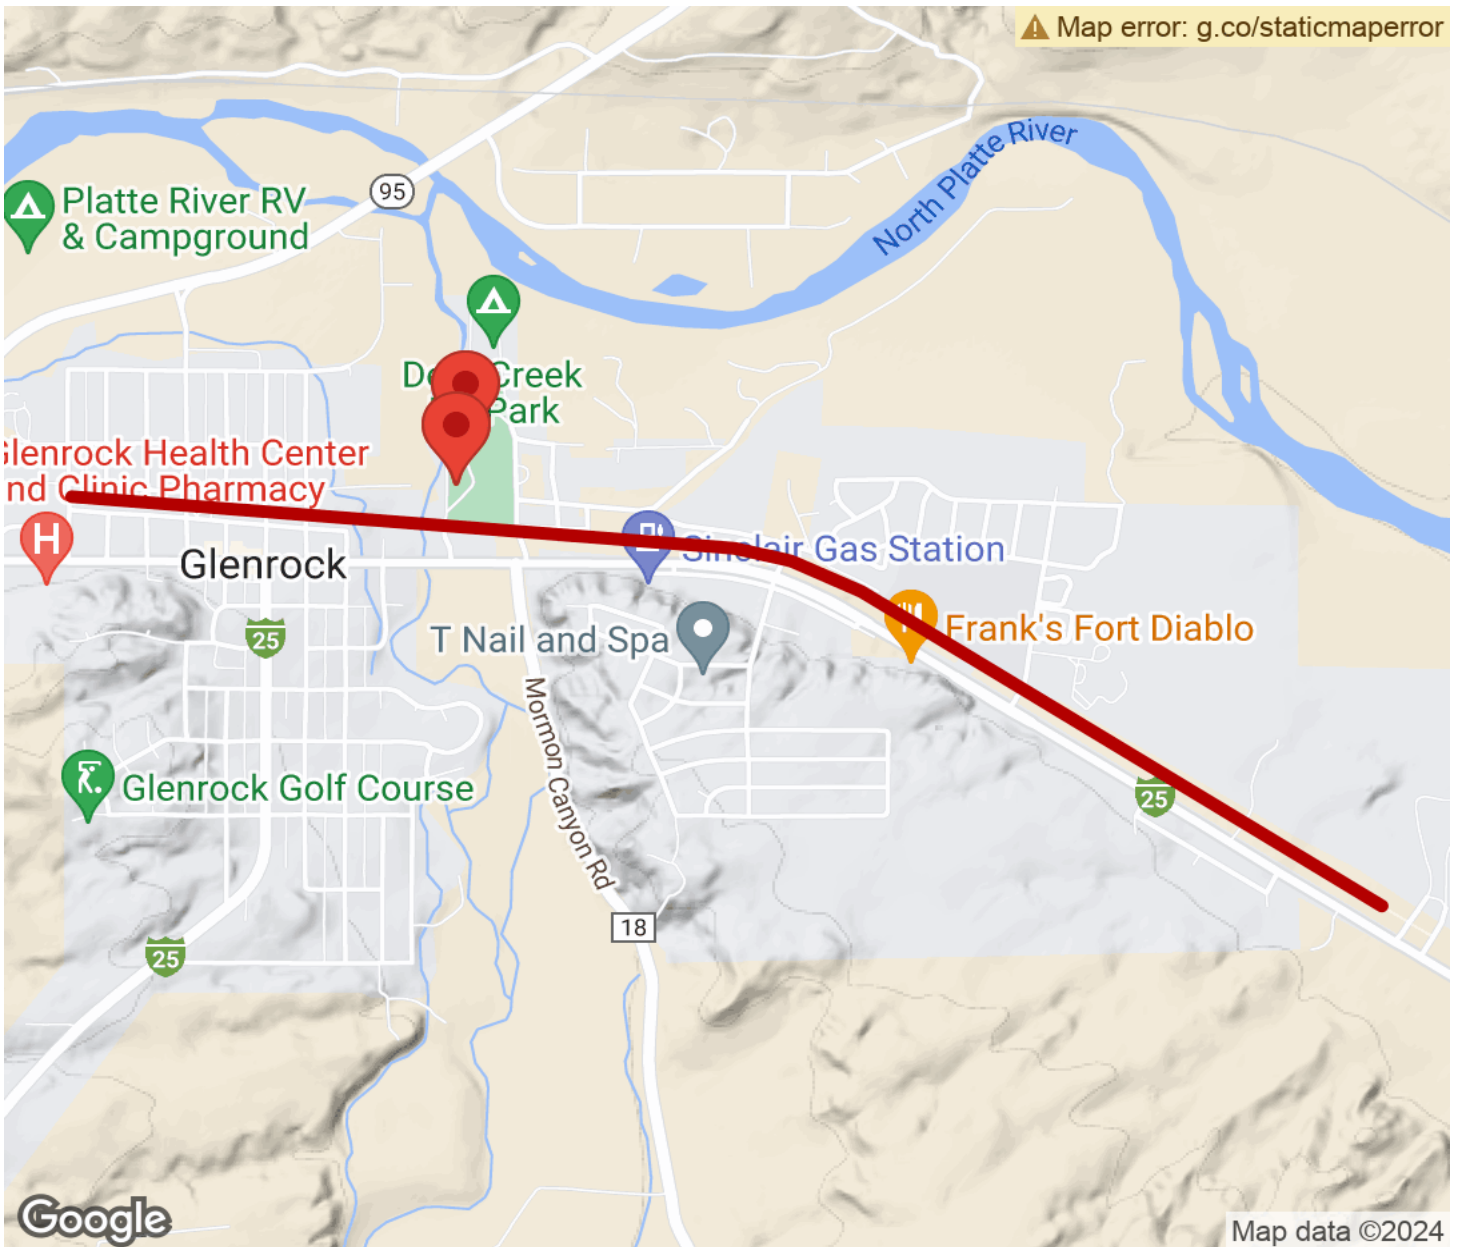 Map error: g.co/staticmaperror
95
Platte River RV
& Campground
North Platte River
Creek
Park
Glenrock Health Center
nd Clinic Pharmacy
Sinclair Gas Station
Glenrock
25
T Nail and Spa
Frank's Fort Diablo
Mormon Canyon Rd
Glenrock Golf Course
25
18
25
Google
Map data ©2024